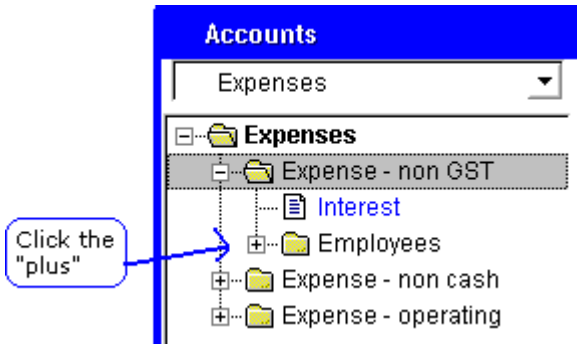 Accounts
Expenses
Expenses
Expense - non GST
Interest
Employees
Click the
"plus"
Expense - non cash
Expense - operating